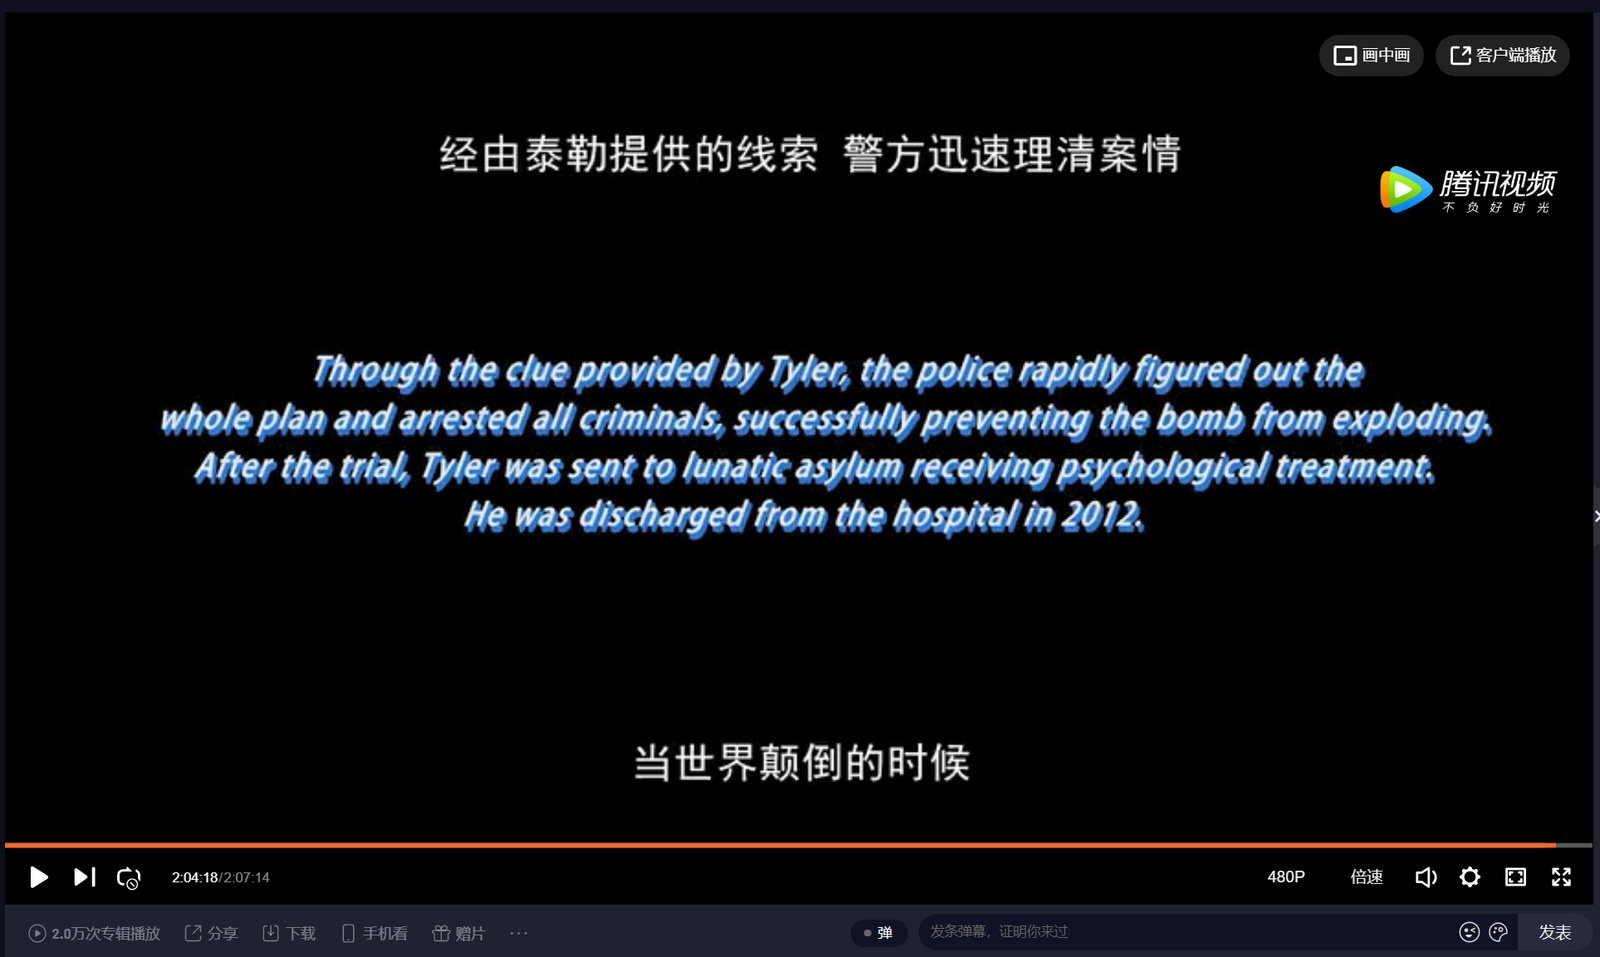 画中画
客户端播放
经由泰勒提供的线索 警方迅速理清案情
腾讯视频
不负好时光
Through the clue provided by Tyler, the police rapidly figured out the
whole plan and arrested all criminals, successfully preventing the bomb from exploding.
After the trial, Tyler was sent to lunatic asylum receiving psychological treatment.
He was discharged from the hospital in 2012.
当世界颠倒的时候
2:04:18/2:07:14
480P
倍速
2.0万次专辑播放
分享
下载
手机看
赠片
···
弹
发条弹幕，证明你来过
发表